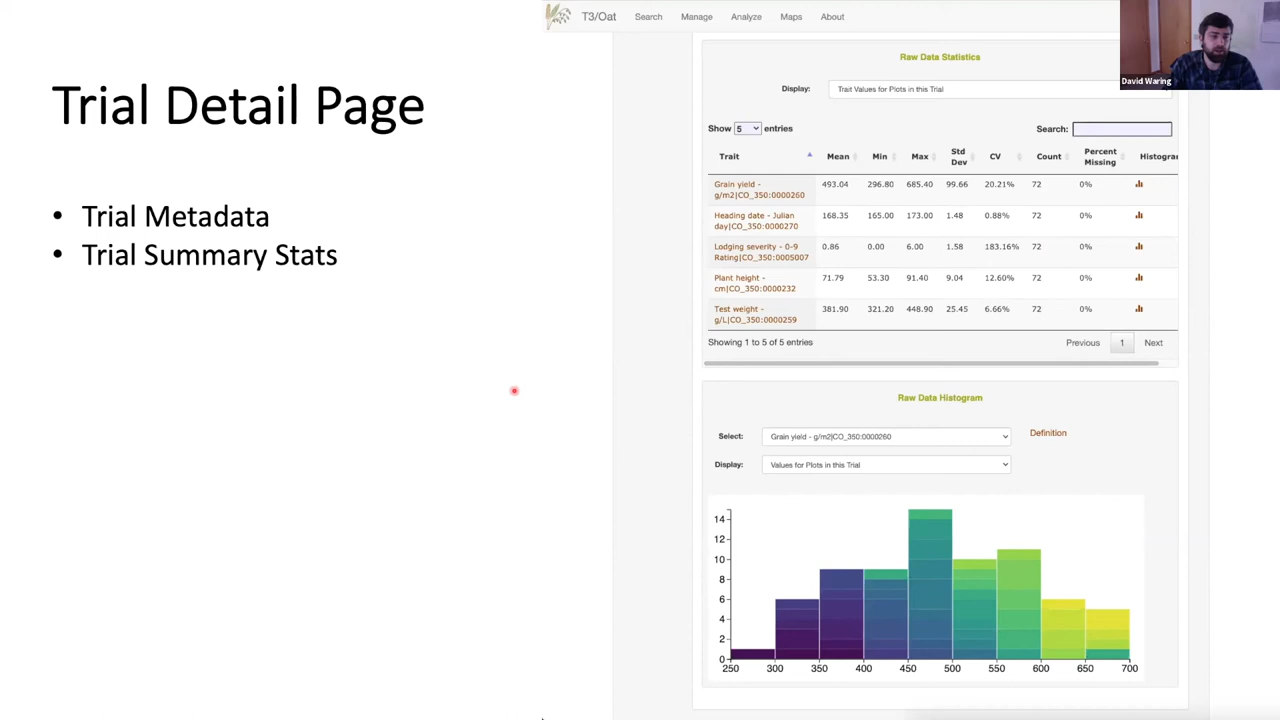 T3/Oat Search Manage Analyze Maps About
David Waring
Trial Detail Page
• Trial Metadata
• Trial Summary Stats
Raw Data Statistics
Display: Trait Values for Plots in this Trial
Show 5 entries Search:
Trait Mean Min Max Std Dev CV Count Percent Missing Histogra
Grain yield - 493.04 296.80 685.40 99.66 20.21% 72 0%
g/m2|CO_350:0000260
Heading date - Julian 168.35 165.00 173.00 1.48 0.88% 72 0%
day|CO_350:0000270
Lodging severity - 0-9 0.86 0.00 6.00 1.58 183.16% 72 0%
Rating|CO_350:0005007
Plant height - 71.79 53.30 91.40 9.04 12.60% 72 0%
cm|CO_350:0000232
Test weight - 381.90 321.20 448.90 25.45 6.66% 72 0%
g/L|CO_350:0000259
Showing 1 to 5 of 5 entries Previous 1 Next
Raw Data Histogram
Select: Grain yield - g/m2|CO_350:0000260 Definition
Display: Values for Plots in this Trial
14
12
10
8
6
4
2
0
250 300 350 400 450 500 550 600 650 700